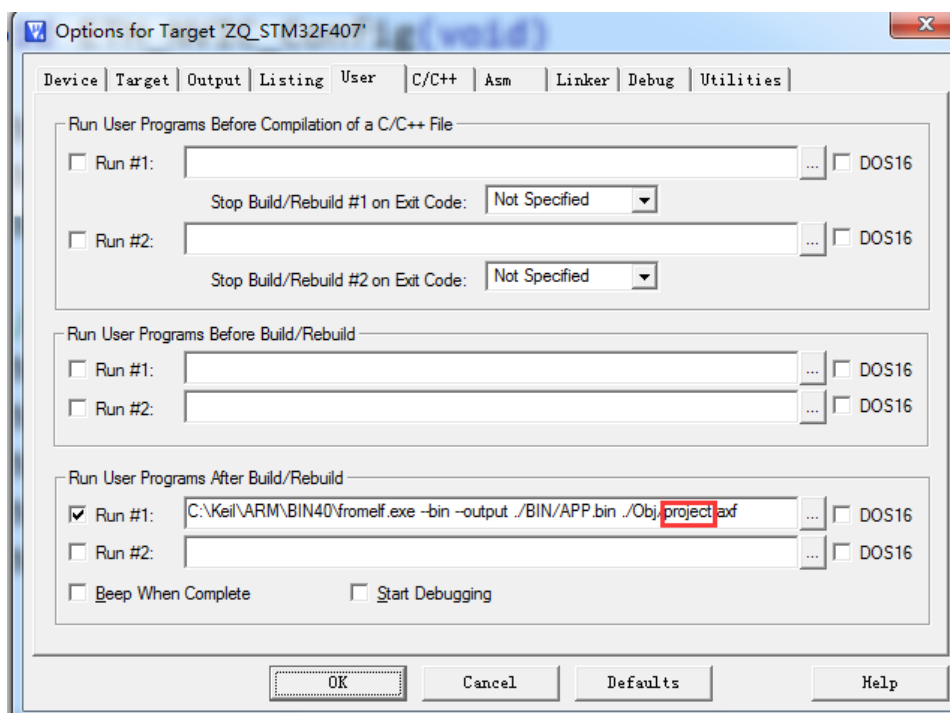 Options for Target 'ZQ_STM32F407'
Device Target Output Listing User C/C++ Asm Linker Debug Utilities
Run User Programs Before Compilation of a C/C++ File
Run #1: ... DOS16
Stop Build/Rebuild #1 on Exit Code: Not Specified
Run #2: ... DOS16
Stop Build/Rebuild #2 on Exit Code: Not Specified
Run User Programs Before Build/Rebuild
Run #1: ... DOS16
Run #2: ... DOS16
Run User Programs After Build/Rebuild
Run #1: C:\Keil\ARM\BIN40\fromelf.exe --bin --output ./BIN/APP.bin ./Obj/project.axf ... DOS16
Run #2: ... DOS16
Beep When Complete Start Debugging
OK Cancel Defaults Help